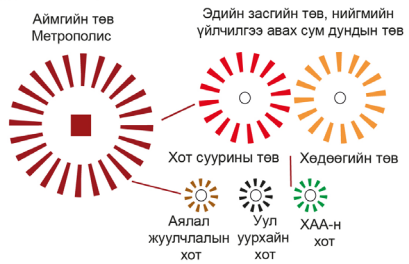 Аймгийн төв
Метрополис
Эдийн засгийн төв, нийгмийн
үйлчилгээ авах сум дундын төв
Хот суурины төв
Хөдөөгийн төв
Аялал
жуулчлалын
хот
Уул
уурхайн
хот
ХАА-н
хот